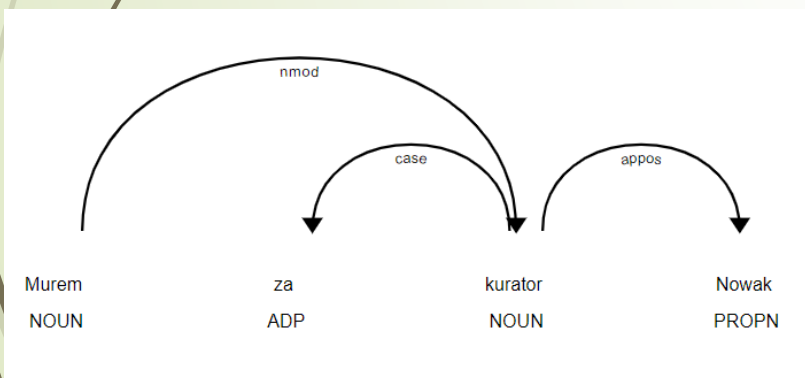 nmod
case appos
Murem za kurator Nowak
NOUN ADP NOUN PROPN